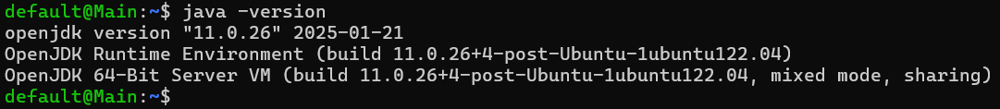 default@Main:~$ java -version
openjdk version "11.0.26" 2025-01-21
OpenJDK Runtime Environment (build 11.0.26+4-post-Ubuntu-1ubuntu122.04)
OpenJDK 64-Bit Server VM (build 11.0.26+4-post-Ubuntu-1ubuntu122.04, mixed mode, sharing)
default@Main:~$